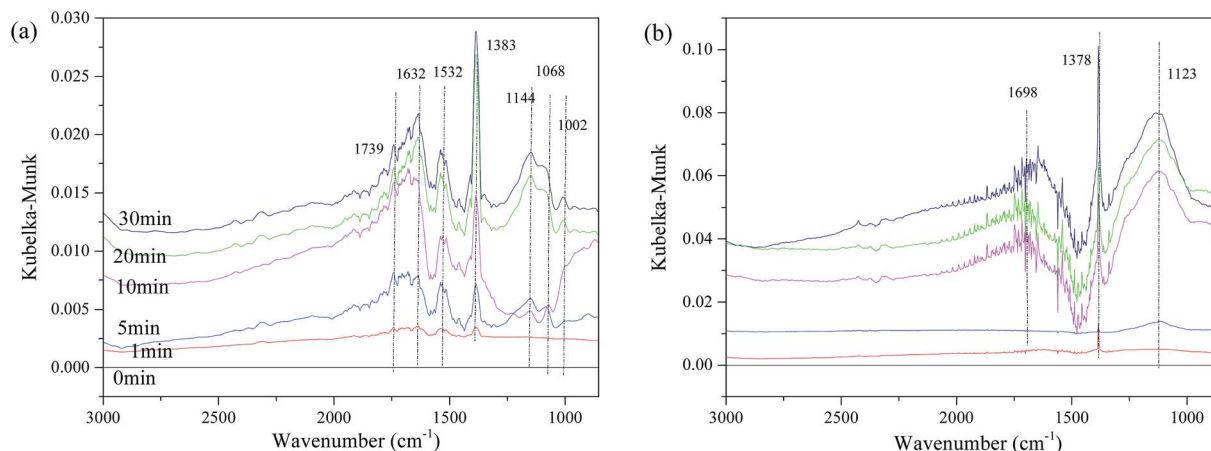 (a)
0.030
0.025
0.020
0.015
0.010
0.005
0.000
Kubelka-Munk
1739
1632
1532
1383
1144
1068
1002
30min
20min
10min
5min
1min
0min
3000
2500
2000
1500
1000
Wavenumber (cm⁻¹)
(b)
0.10
0.08
0.06
0.04
0.02
0.00
Kubelka-Munk
1698
1378
1123
3000
2500
2000
1500
1000
Wavenumber (cm⁻¹)